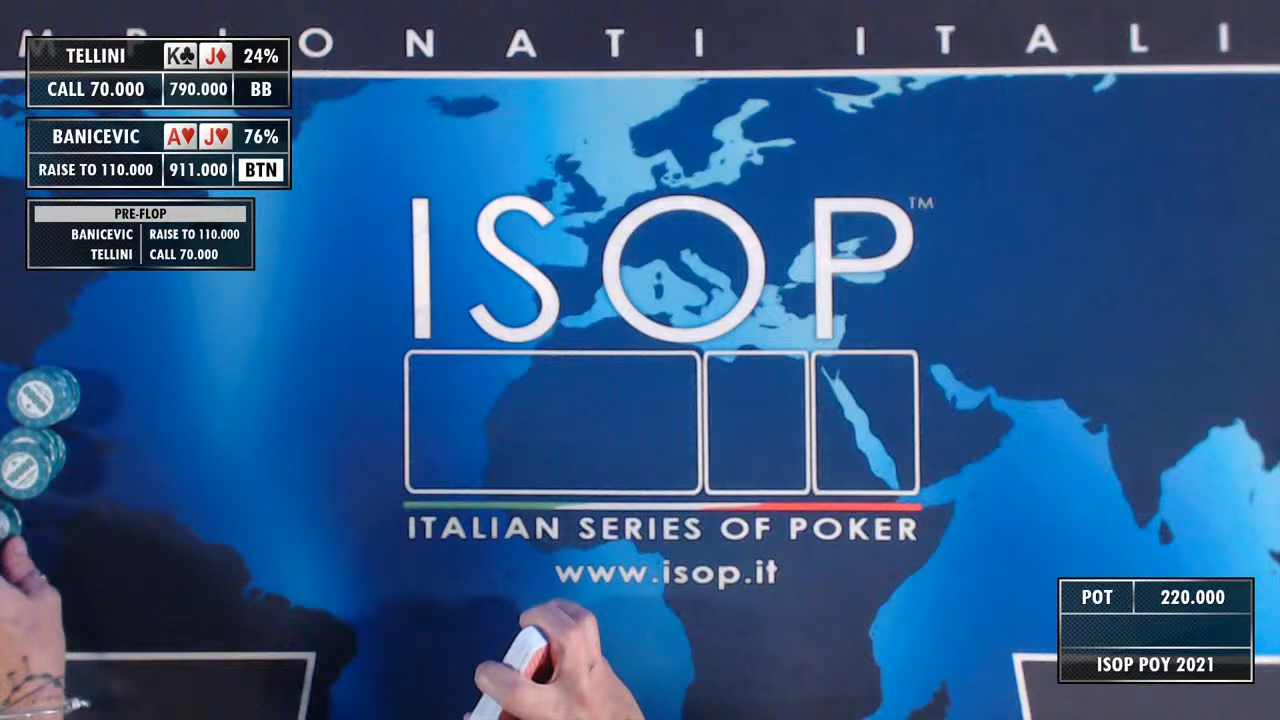 M P I O N A T I I T A L I
TELLINI K♣ J♦ 24%
CALL 70.000 790.000 BB
BANICEVIC A♥ J♥ 76%
RAISE TO 110.000 911.000 BTN
PRE-FLOP
BANICEVIC RAISE TO 110.000
TELLINI CALL 70.000
ISOP™
ITALIAN SERIES OF POKER
www.isop.it
POT 220.000
ISOP POY 2021